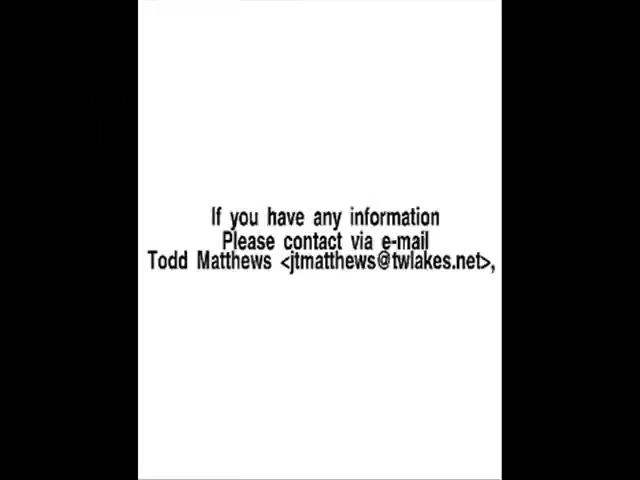 If you have any information
Please contact via e-mail
Todd Matthews <jtmatthews@twlakes.net>,